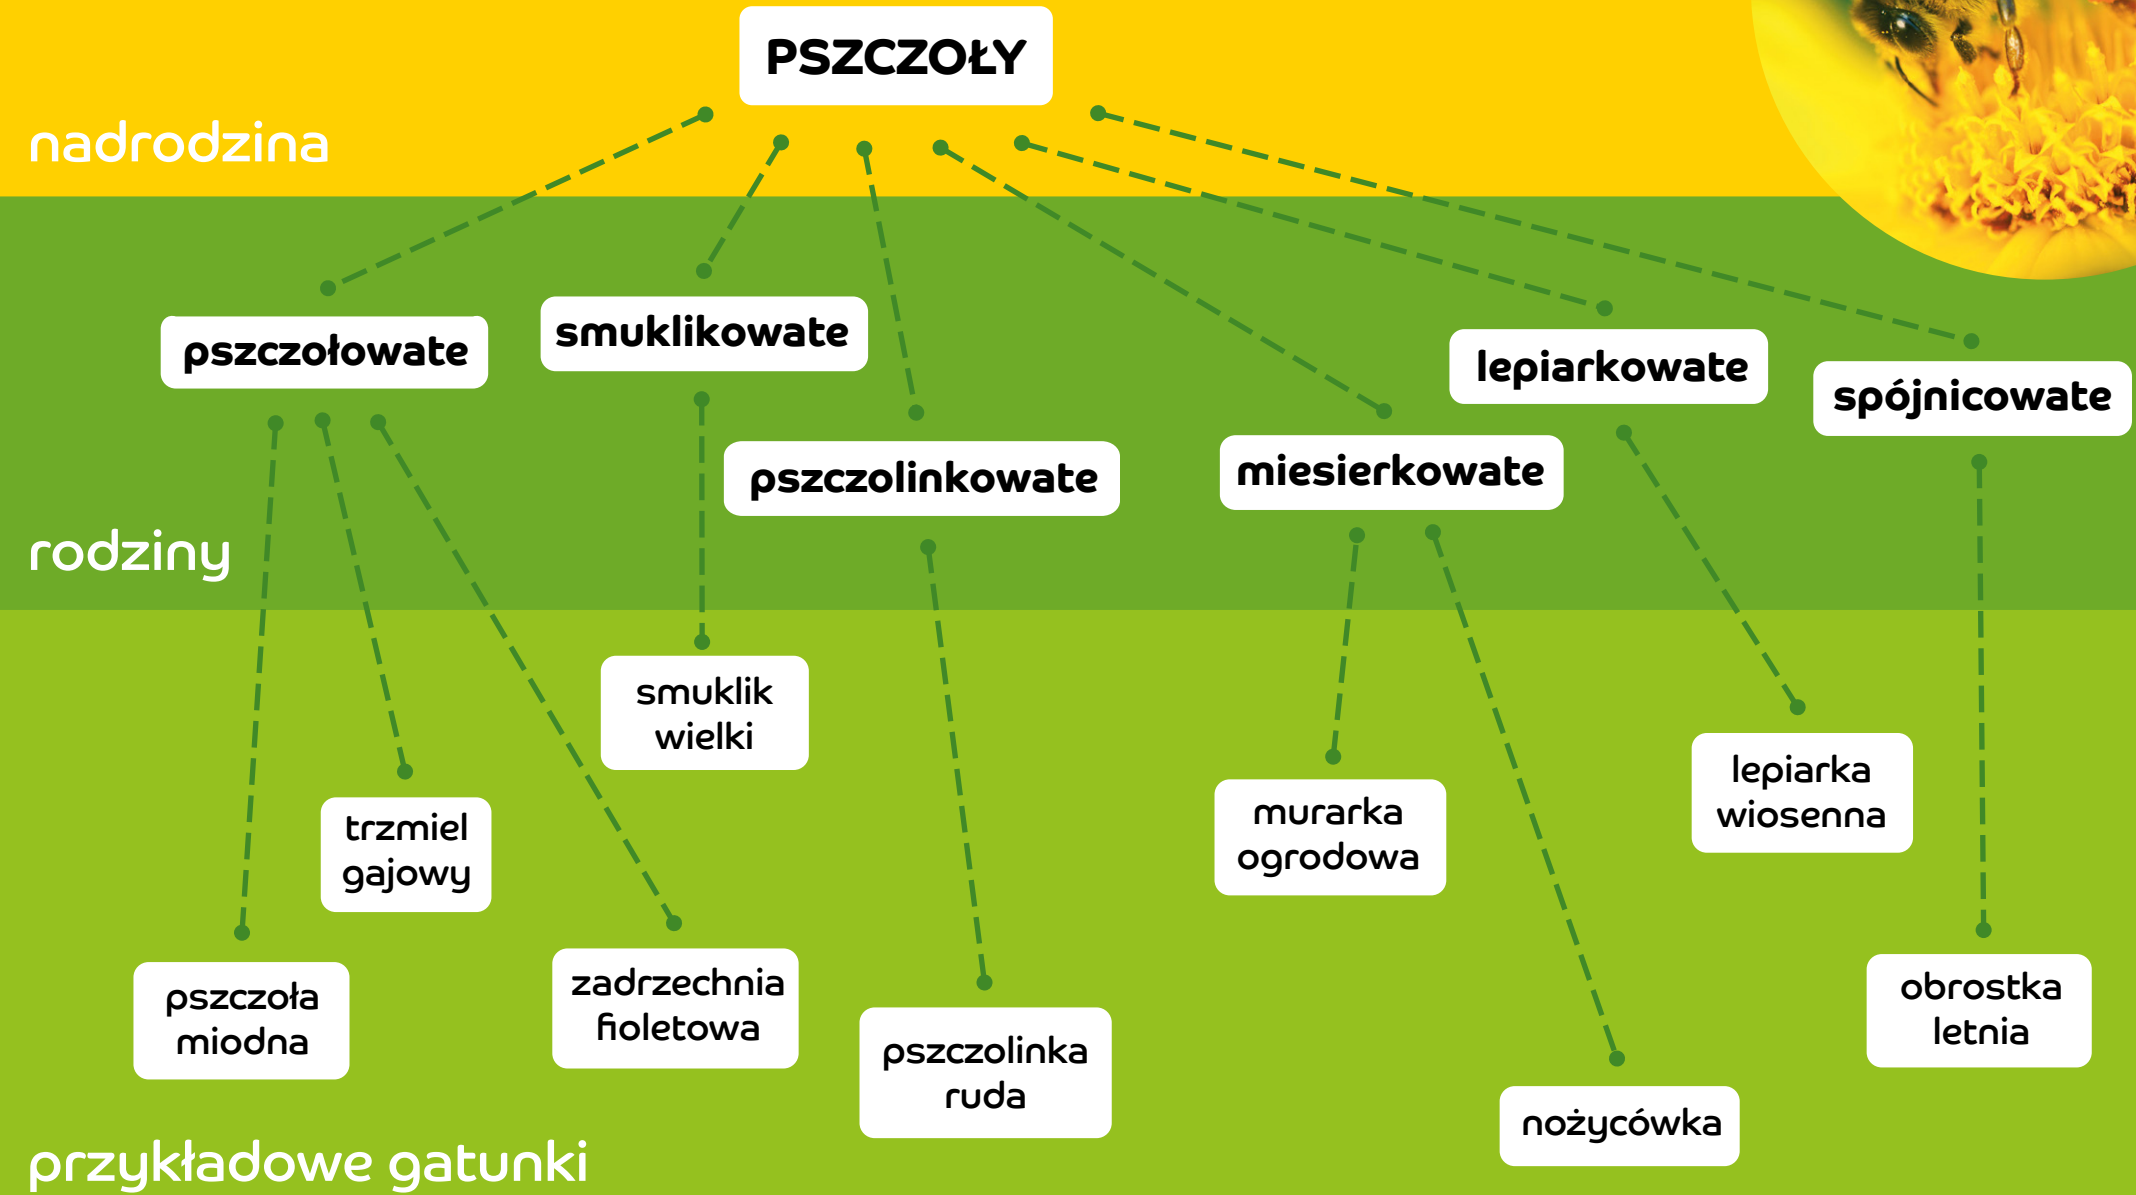 PSZCZOŁY
nadrodzina
pszczołowate
smuklikowate
pszczolinkowate
miesierkowate
lepiarkowate
spójnicowate
rodziny
smuklik
wielki
trzmiel
gajowy
murarka
ogrodowa
lepiarka
wiosenna
pszczoła
miodna
zadrzechnia
fioletowa
pszczolinka
ruda
nożycówka
obrostka
letnia
przykładowe gatunki